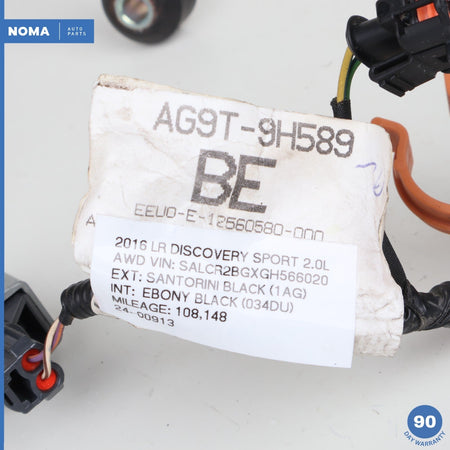 NOMA
AUTO
PARTS
AG9T-9H589
BE
EEUO-E-12560580-000
A
2016 LR DISCOVERY SPORT 2.0L
AWD VIN: SALCR2BGXGH566020
EXT: SANTORINI BLACK (1AG)
INT: EBONY BLACK (034DU)
MILEAGE: 108,148
24-00913
90
DAY WARRANTY